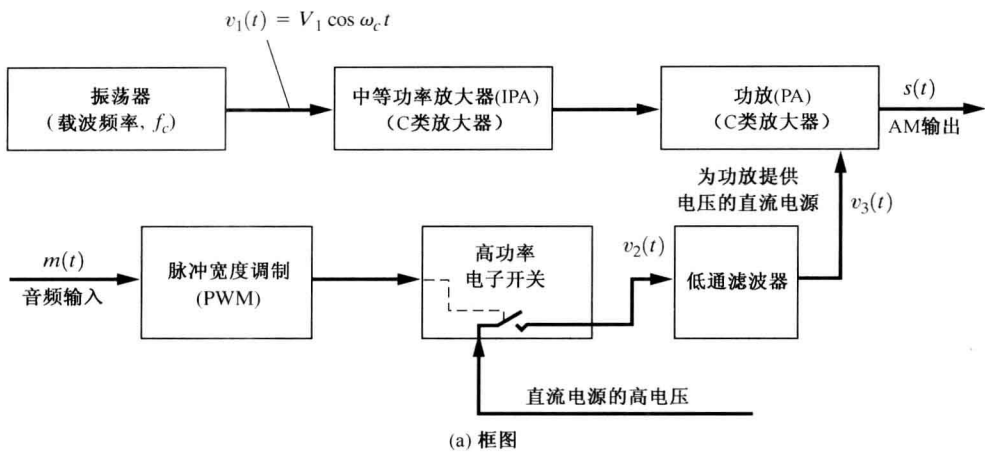 v₁(t) = V₁ cos ω_c t
振荡器
(载波频率, f_c)
中等功率放大器(IPA)
(C类放大器)
功放(PA)
(C类放大器)
s(t)
AM输出
为功放提供
电压的直流电源
v₃(t)
m(t)
音频输入
脉冲宽度调制
(PWM)
高功率
电子开关
v₂(t)
低通滤波器
直流电源的高电压
(a) 框图